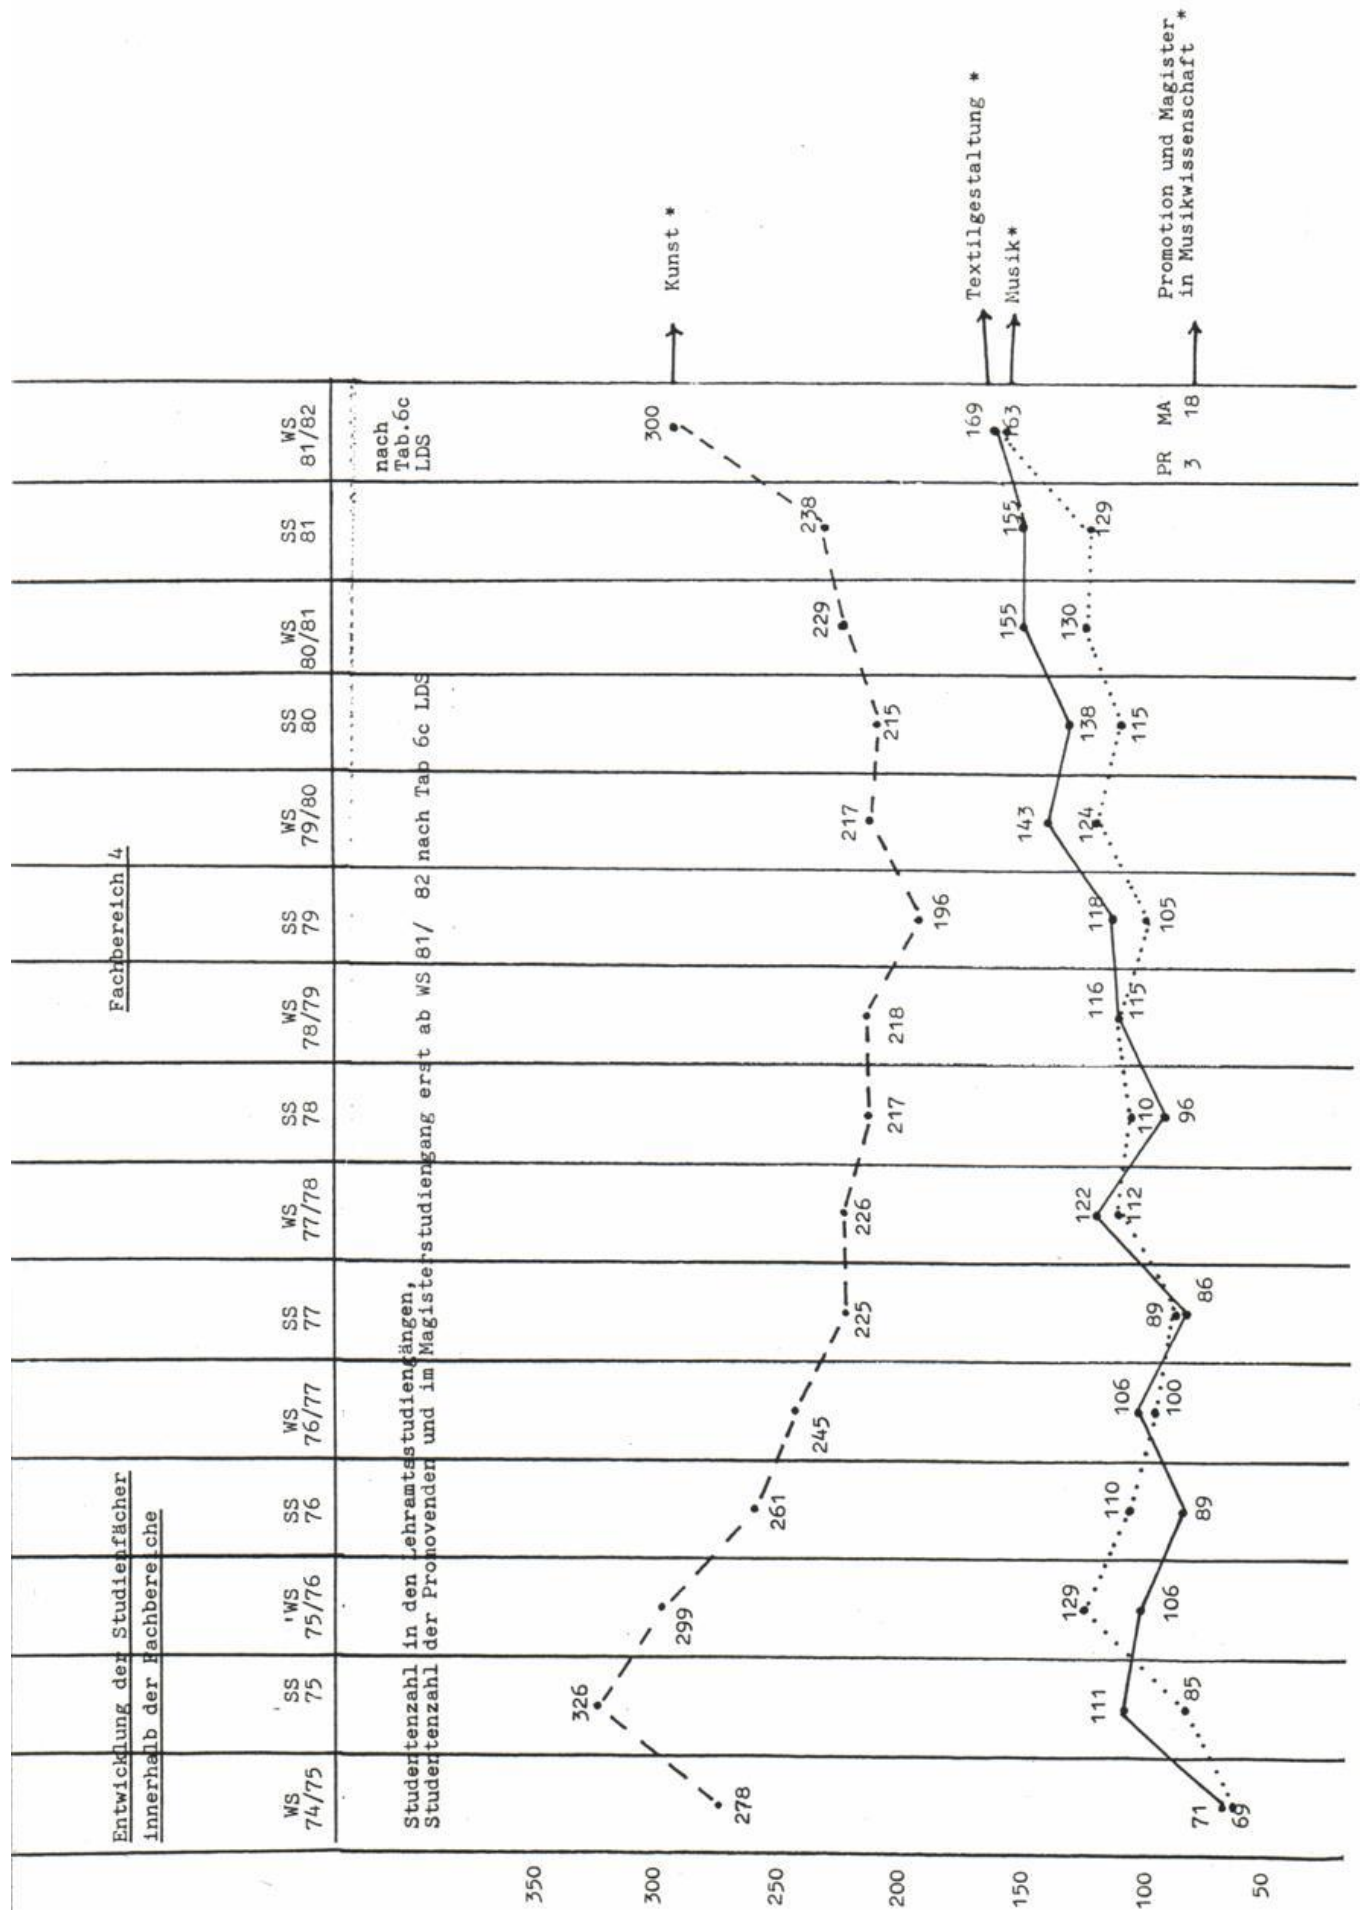 Entwicklung der Studienfächer
innerhalb der Fachbereiche
Fachbereich 4
WS
74/75
SS
75
WS
75/76
SS
76
WS
76/77
SS
77
WS
77/78
SS
78
WS
78/79
SS
79
WS
79/80
SS
80
WS
80/81
SS
81
WS
81/82
nach
Tab.6c
LDS
Studentenzahl in den Lehramtsstudiengängen,
Studentenzahl der Promovenden und im Magisterstudiengang erst ab WS 81/ 82 nach Tab 6c LDS
350
300
250
200
150
100
50
278
326
299
261
245
225
226
217
218
196
217
215
229
238
300
Kunst *
71
111
106
89
106
86
122
96
116
118
143
138
155
155
169
Textilgestaltung *
69
85
129
110
100
89
112
110
115
105
124
115
130
129
163
Musik*
PR MA
3 18
Promotion und Magister
in Musikwissenschaft *